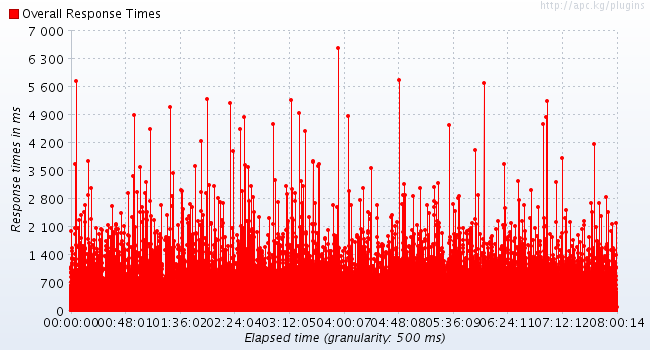 http://apc.kg/plugins
Overall Response Times
7 000
6 300
5 600
4 900
4 200
3 500
2 800
2 100
1 400
700
0
Response times in ms
00:00:00 00:48:01 01:36:02 02:24:04 03:12:05 04:00:07 04:48:08 05:36:09 06:24:11 07:12:12 08:00:14
Elapsed time (granularity: 500 ms)